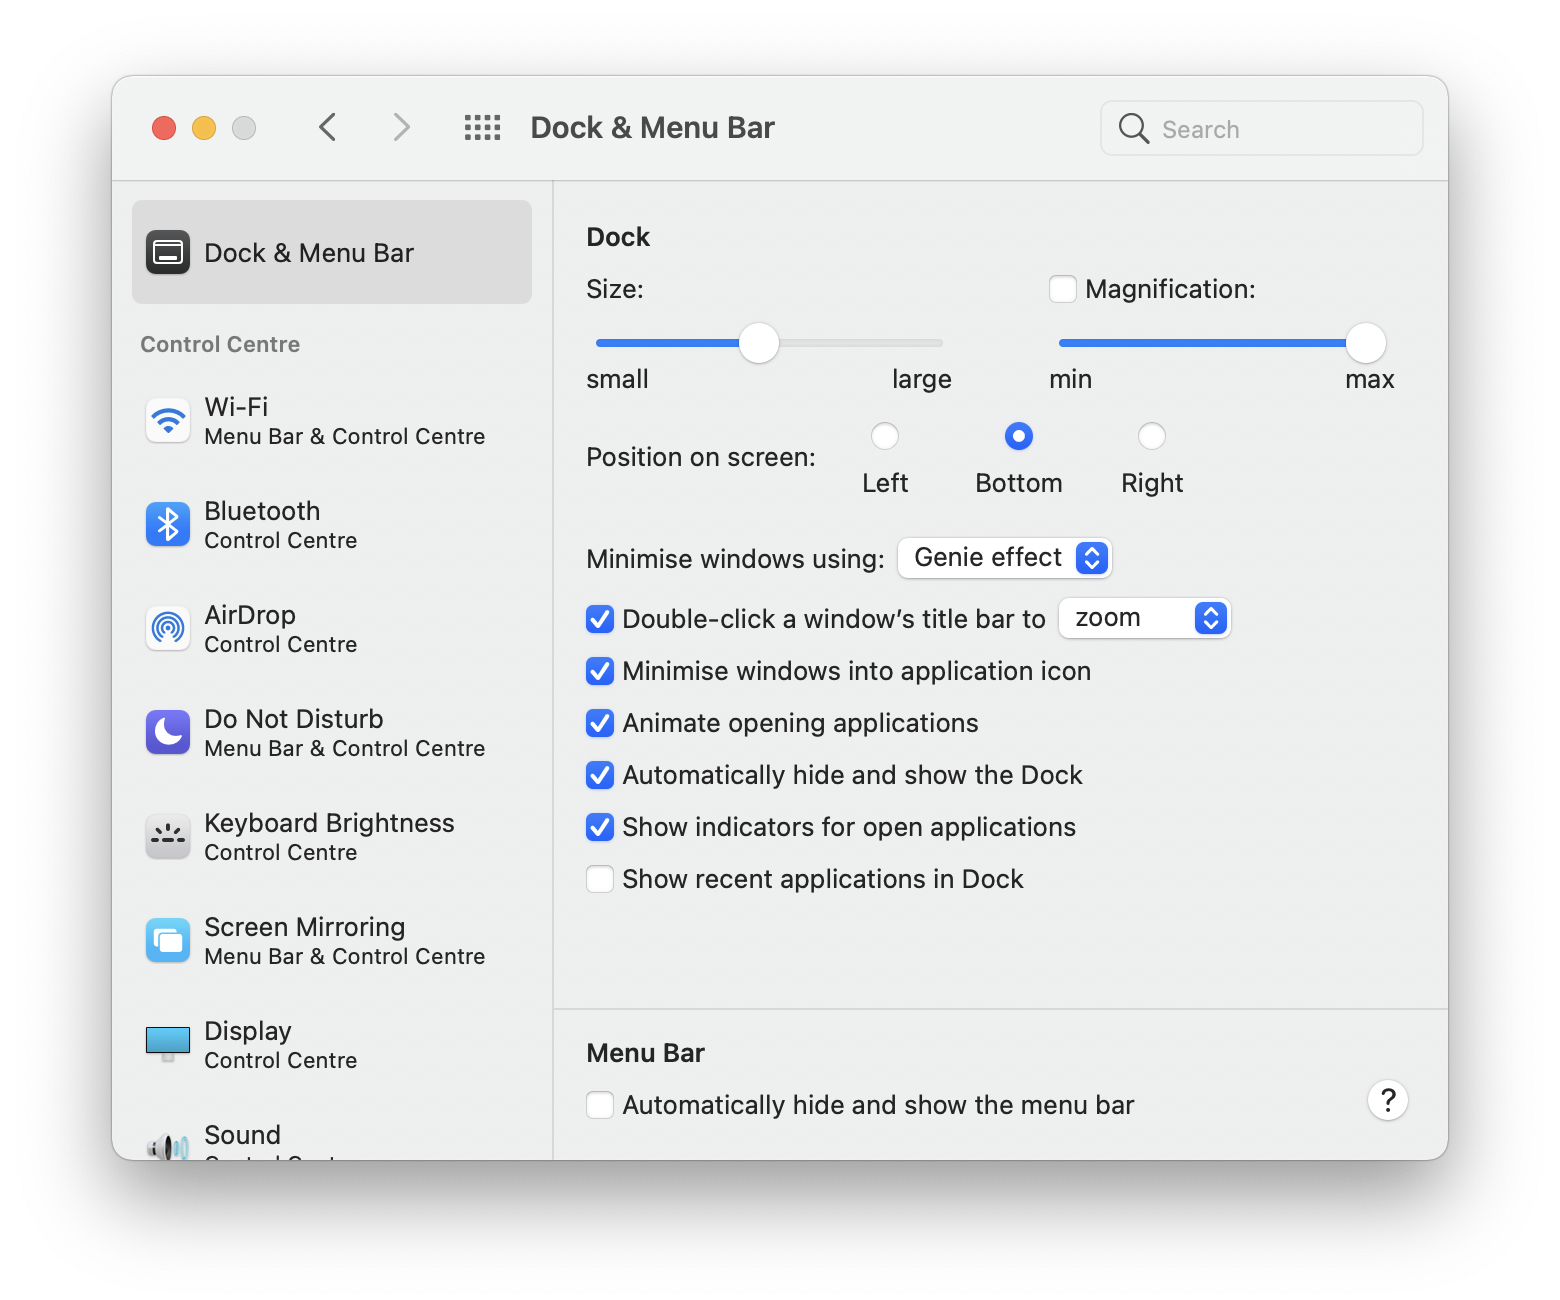 Dock & Menu Bar
Search
Dock & Menu Bar
Control Centre
Wi-Fi
Menu Bar & Control Centre
Bluetooth
Control Centre
AirDrop
Control Centre
Do Not Disturb
Menu Bar & Control Centre
Keyboard Brightness
Control Centre
Screen Mirroring
Menu Bar & Control Centre
Display
Control Centre
Sound
Dock
Size:
Magnification:
small large
min max
Position on screen:
Left Bottom Right
Minimise windows using: Genie effect
Double-click a window’s title bar to zoom
Minimise windows into application icon
Animate opening applications
Automatically hide and show the Dock
Show indicators for open applications
Show recent applications in Dock
Menu Bar
Automatically hide and show the menu bar
?